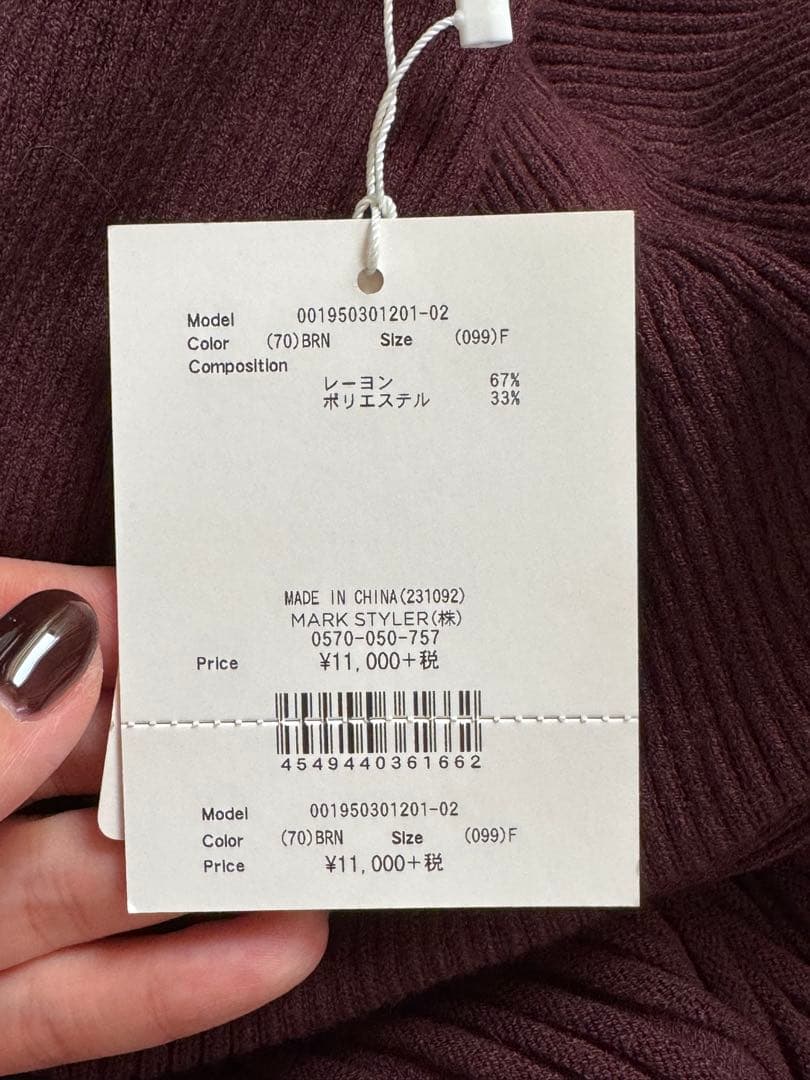 Model 001950301201-02
Color (70)BRN Size (099)F
Composition
レーヨン 67%
ポリエステル 33%
MADE IN CHINA(231092)
MARK STYLER(株)
0570-050-757
Price ¥11,000+税
4549440361662
Model 001950301201-02
Color (70)BRN Size (099)F
Price ¥11,000+税